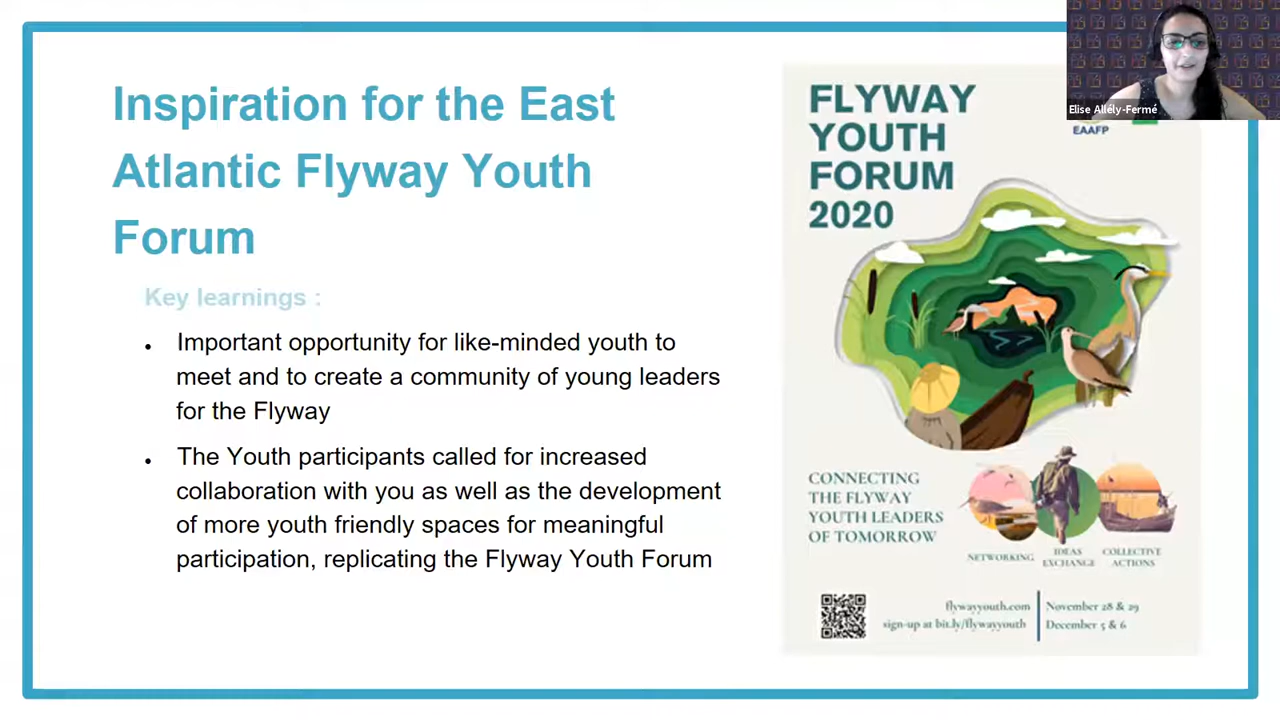 Inspiration for the East
Atlantic Flyway Youth
Forum
Key learnings :
Important opportunity for like-minded youth to
meet and to create a community of young leaders
for the Flyway
The Youth participants called for increased
collaboration with you as well as the development
of more youth friendly spaces for meaningful
participation, replicating the Flyway Youth Forum
Elise Allély-Fermé
EAAFP
FLYWAY
YOUTH
FORUM
2020
CONNECTING
THE FLYWAY
YOUTH LEADERS
OF TOMORROW
NETWORKING
IDEAS
EXCHANGE
COLLECTIVE
ACTIONS
flywayyouth.com
sign-up at bit.ly/flywayyouth
November 28 & 29
December 5 & 6